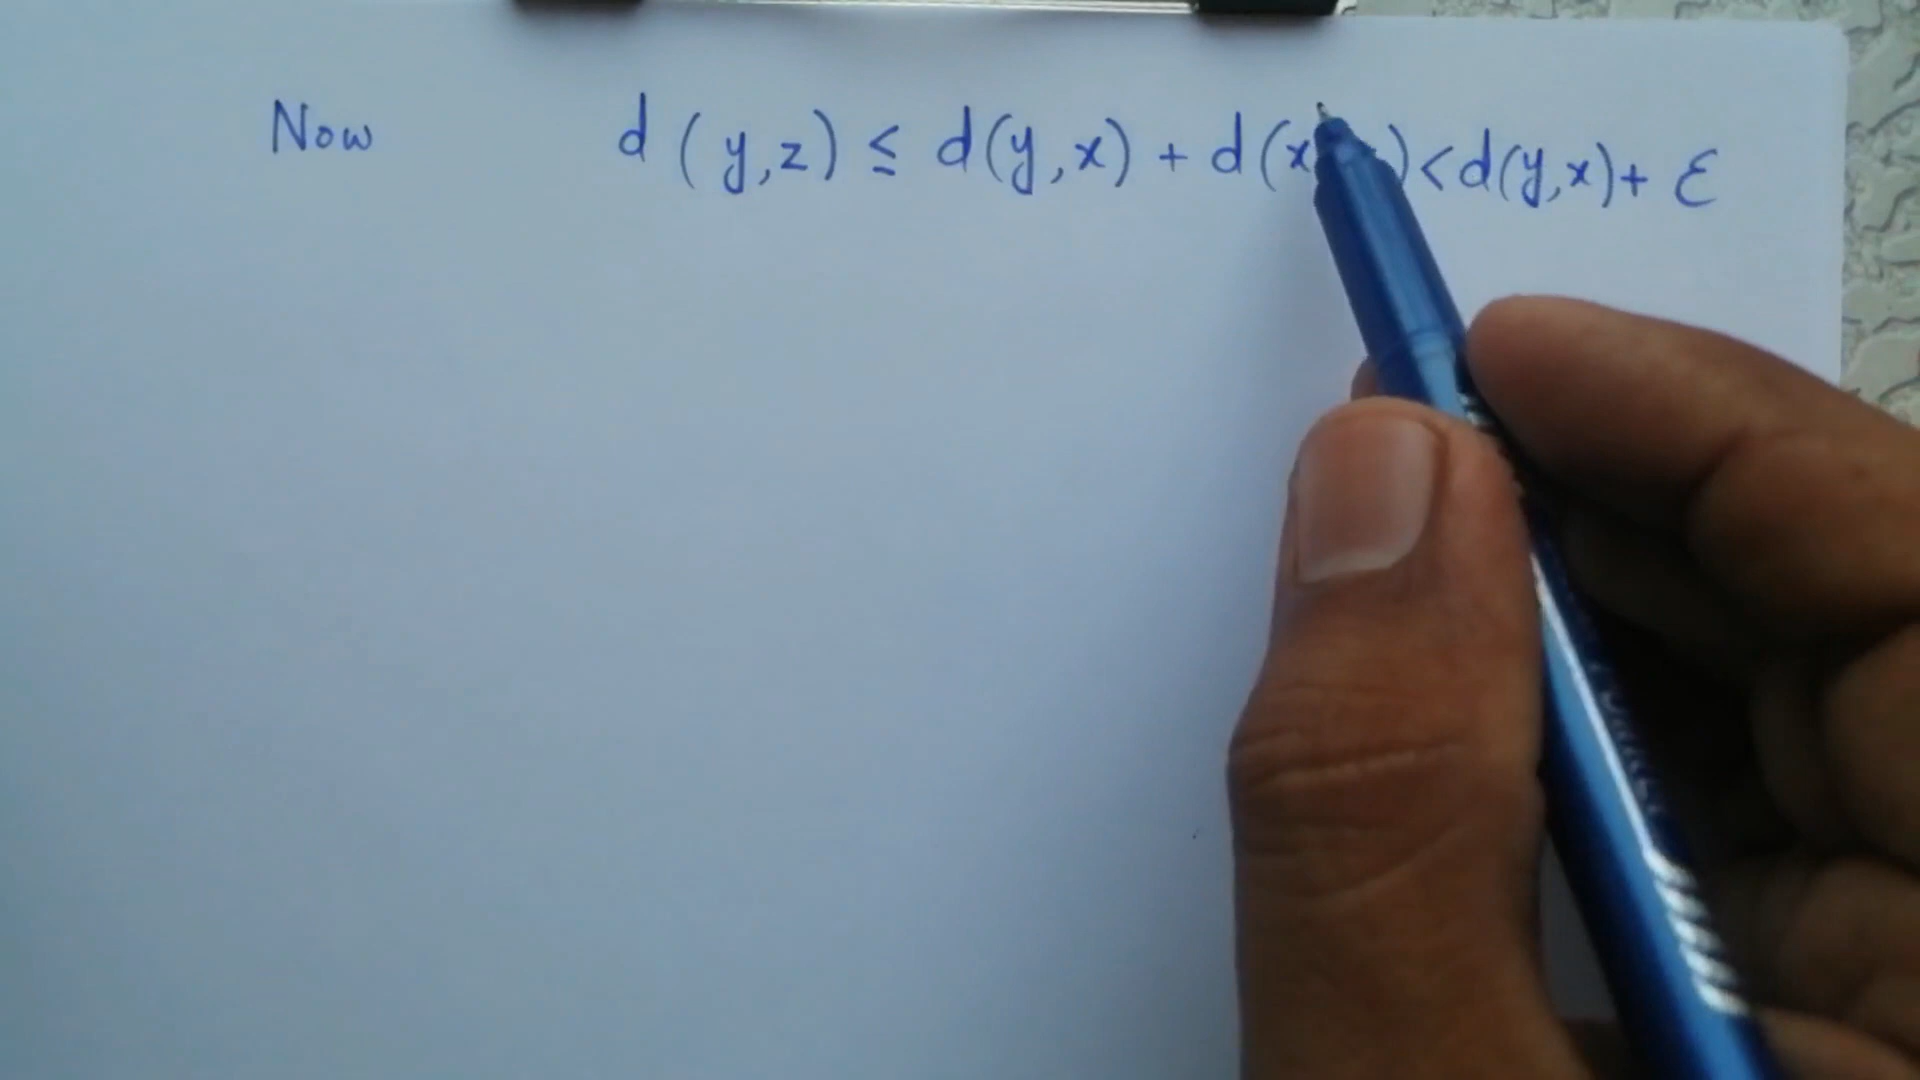 Now d (y,z) ≤ d(y,x) + d(x ) < d(y,x) + ε